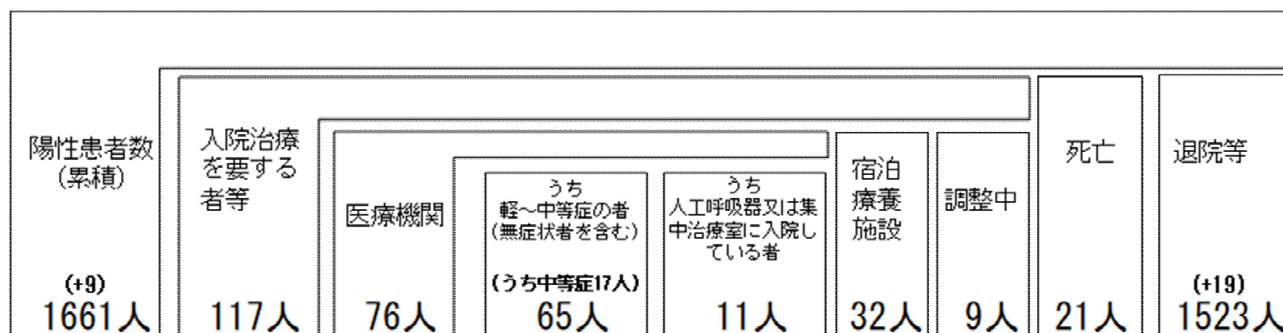 陽性患者数
(累積)
(+9)
1661人
入院治療
を要する
者等
117人
医療機関
76人
うち
軽～中等症の者
(無症状者を含む)
(うち中等症17人)
65人
うち
人工呼吸器又は集
中治療室に入院し
ている者
11人
宿泊
療養
施設
32人
調整中
9人
死亡
21人
退院等
(+19)
1523人